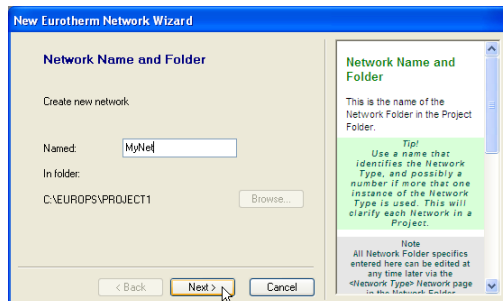 New Eurotherm Network Wizard
Network Name and Folder
Create new network
Named: MyNet
In folder:
C:\EUROPS\PROJECT1 Browse...
< Back Next > Cancel
Network Name and
Folder
This is the name of the
Network Folder in the Project
Folder.
Tip!
Use a name that
identifies the Network
Type, and possibly a
number if more that one
instance of the Network
Type is used. This will
clarify each Network in a
Project.
Note
All Network Folder specifics
entered here can be edited at
any time later via the
<Network Type> Network page
in the Network Folder